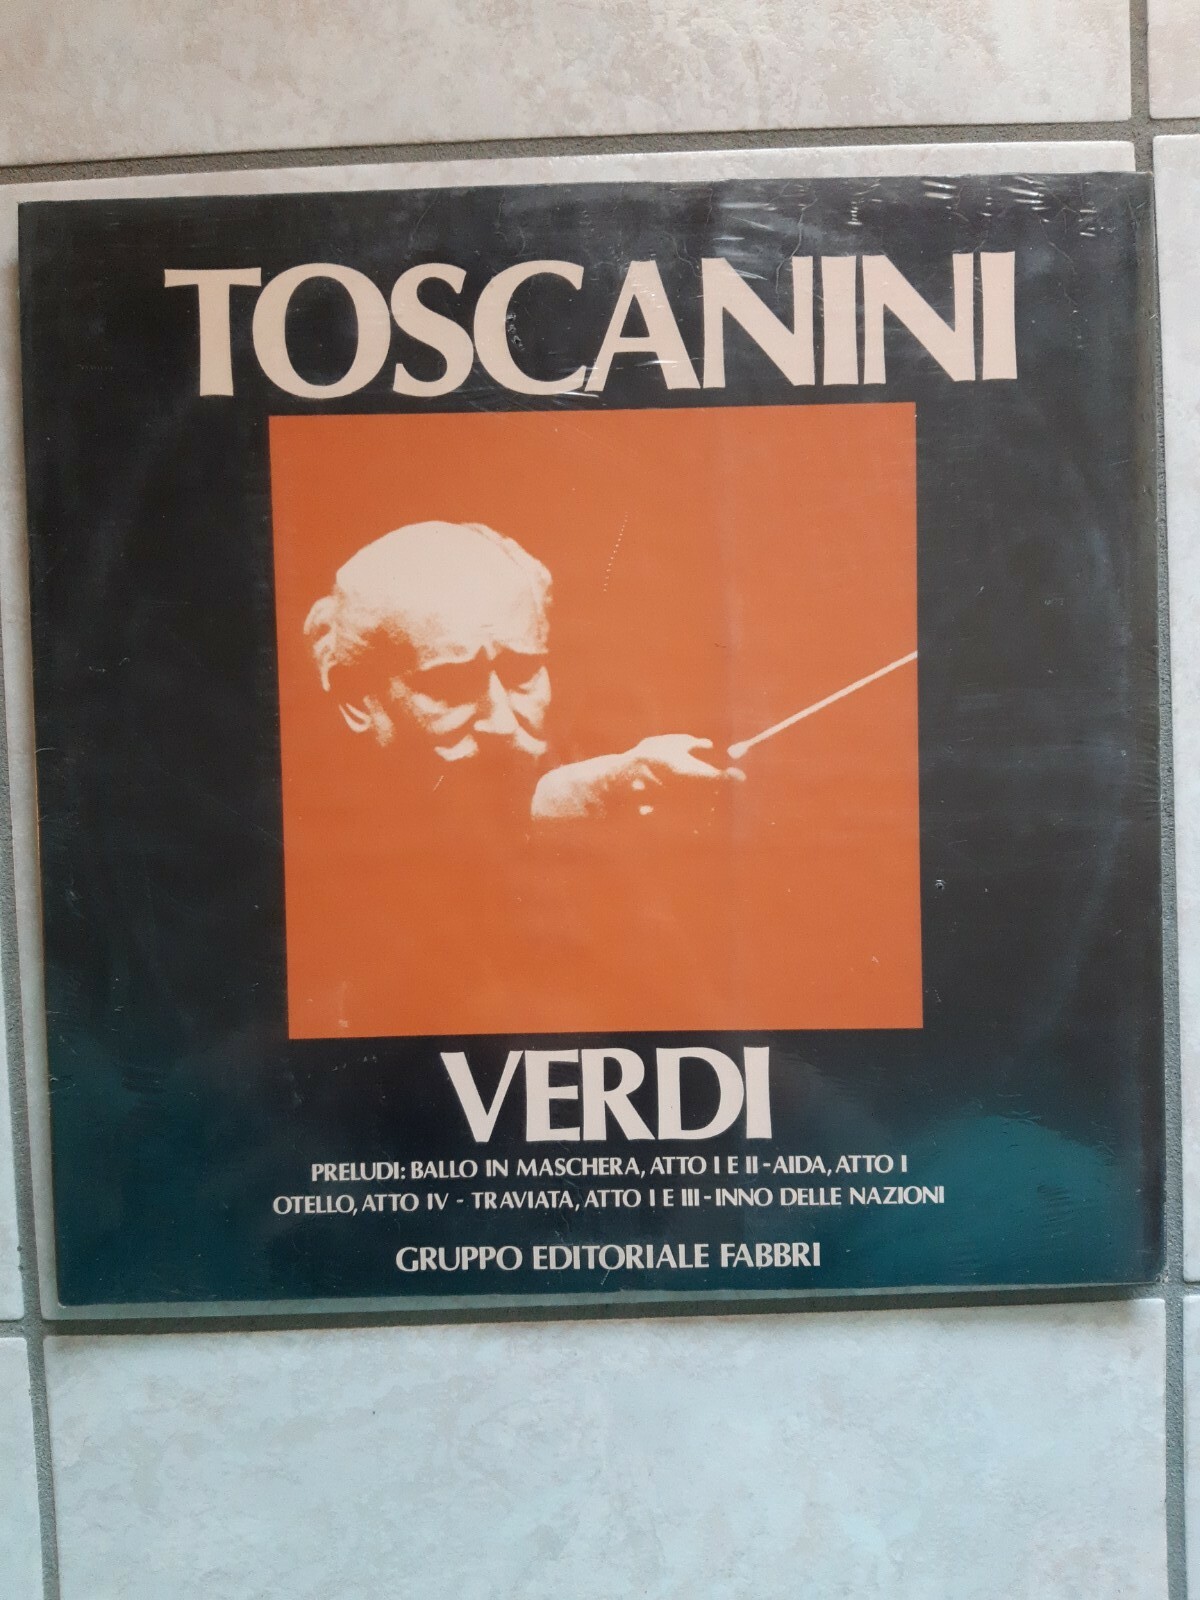 TOSCANINI
VERDI
PRELUDI: BALLO IN MASCHERA, ATTO I E II - AIDA, ATTO I
OTELLO, ATTO IV - TRAVIATA, ATTO I E III - INNO DELLE NAZIONI
GRUPPO EDITORIALE FABBRI